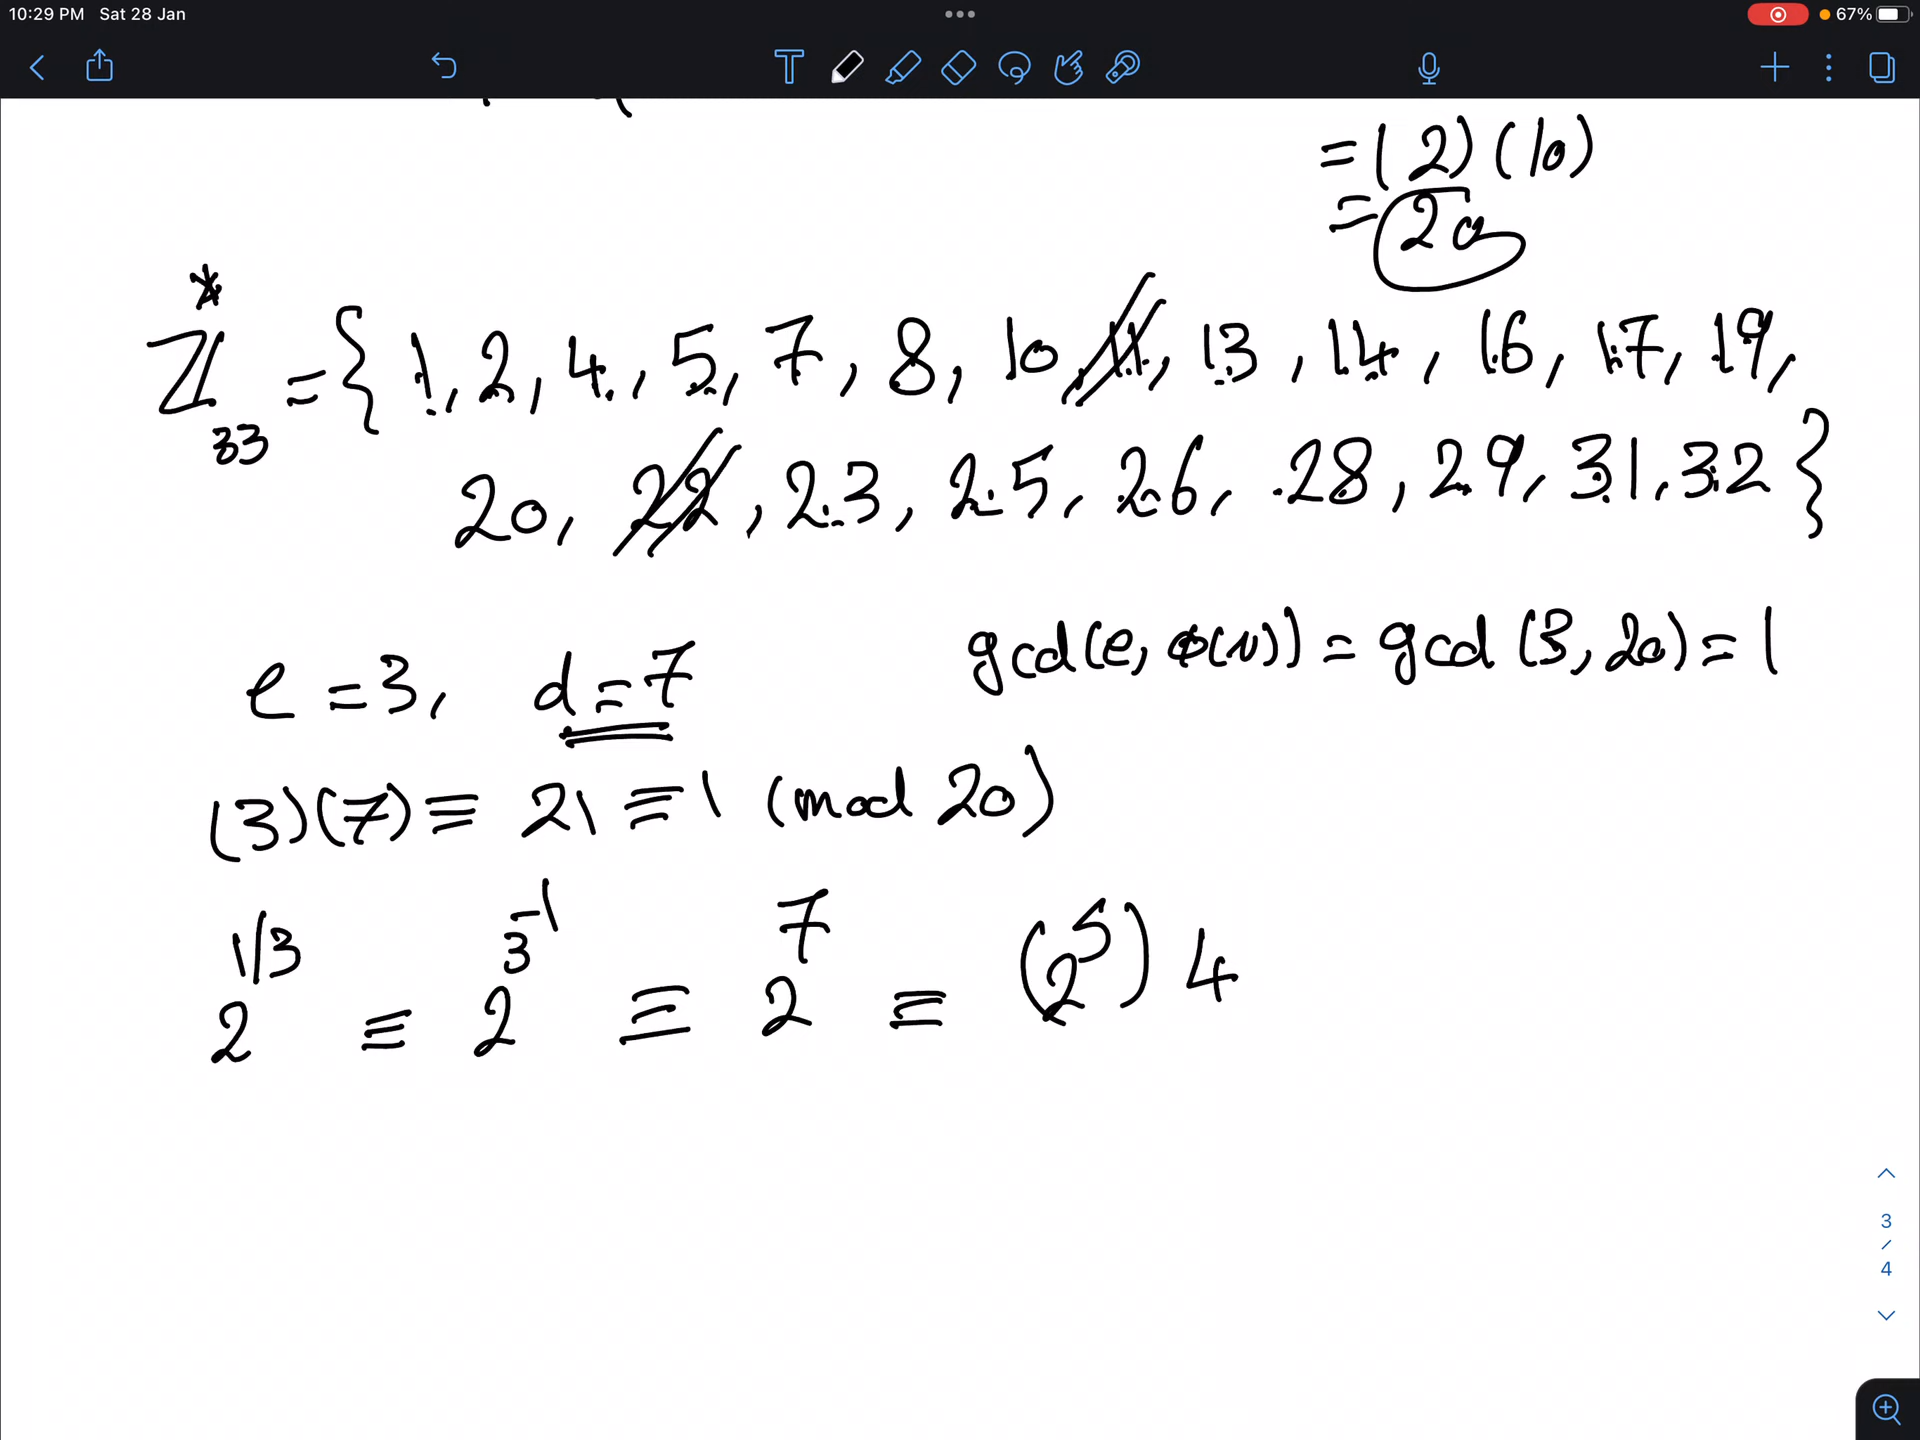 10:29 PM Sat 28 Jan
67%
= (2)(10)
= 20
ℤ*₃₃ = {1, 2, 4, 5, 7, 8, 10, 11, 13, 14, 16, 17, 19,
20, 22, 23, 25, 26, 28, 29, 31, 32}
e = 3, d = 7 gcd(e, φ(N)) = gcd(3, 20) = 1
(3)(7) ≡ 21 ≡ 1 (mod 20)
2^(1/3) ≡ 2^(3^(-1)) ≡ 2^7 ≡ (2^5) 4
3
/
4